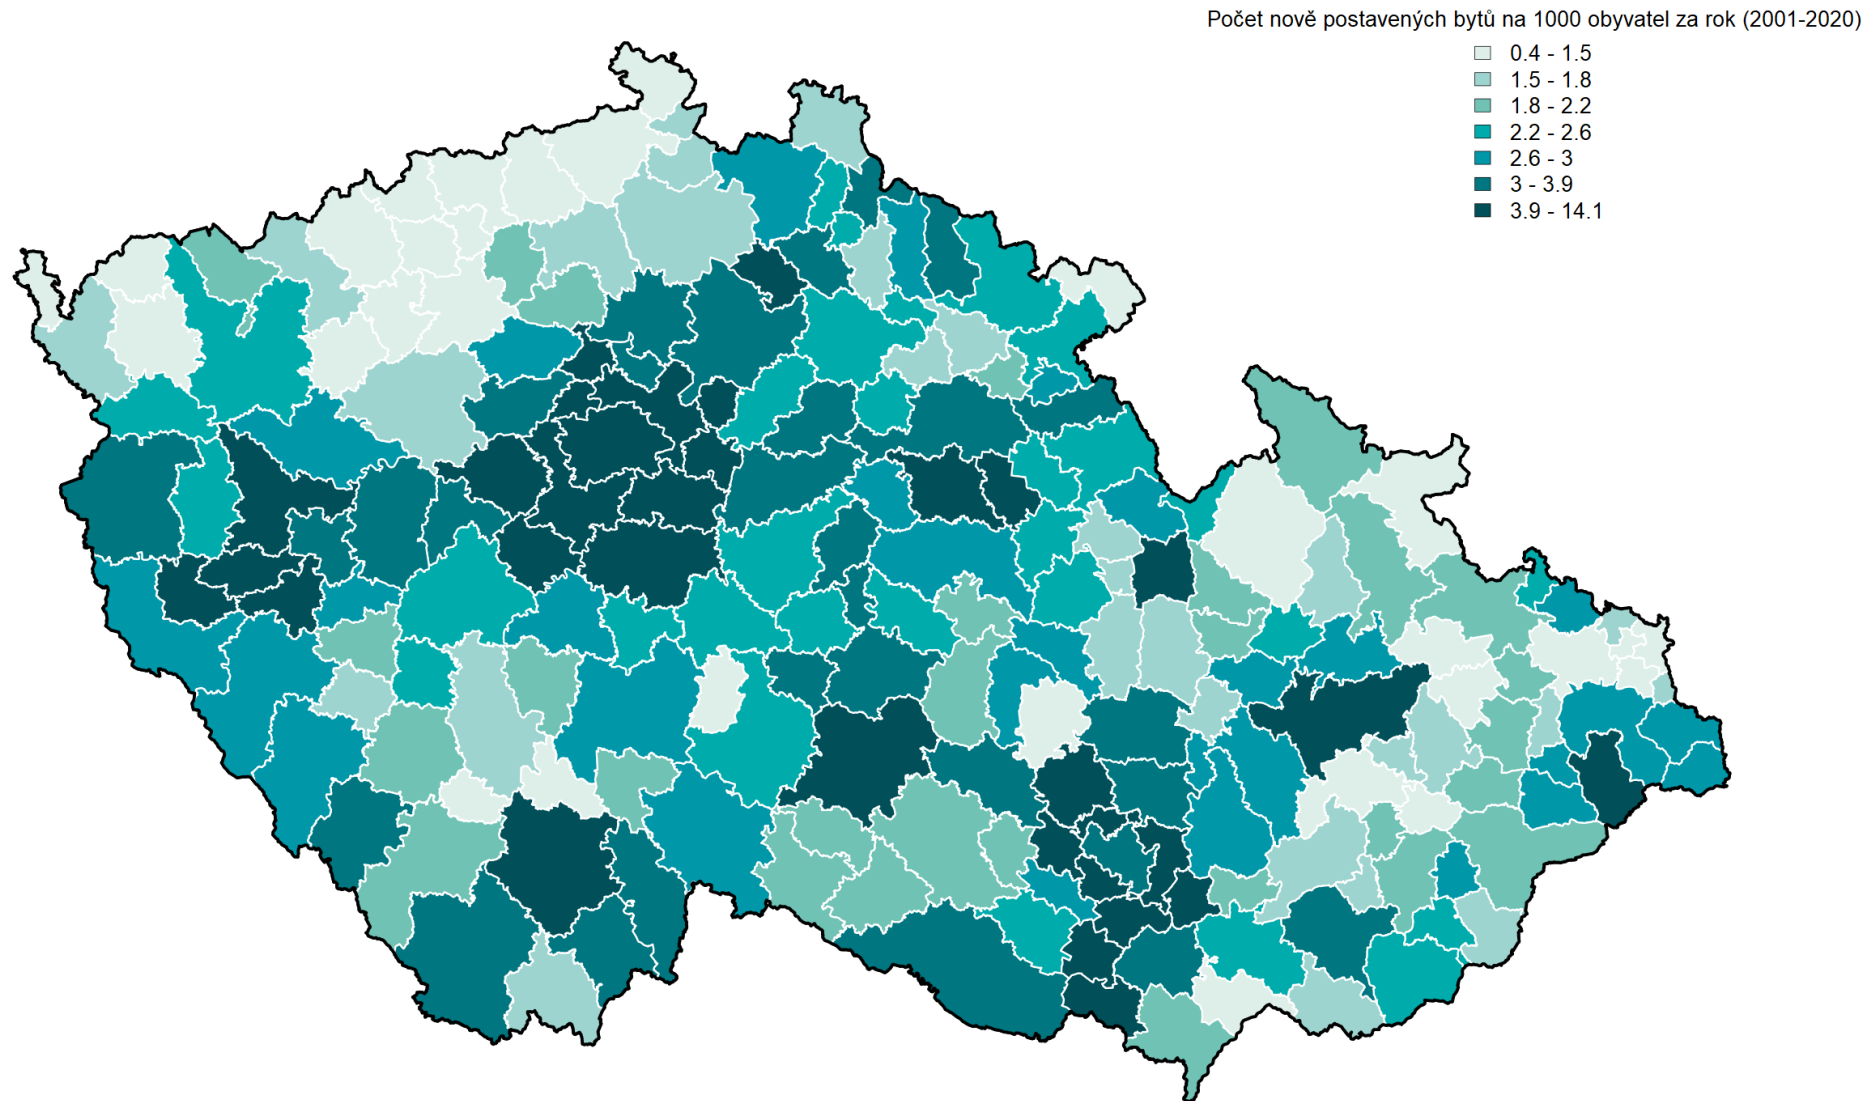 Počet nově postavených bytů na 1000 obyvatel za rok (2001-2020)
0.4 - 1.5
1.5 - 1.8
1.8 - 2.2
2.2 - 2.6
2.6 - 3
3 - 3.9
3.9 - 14.1